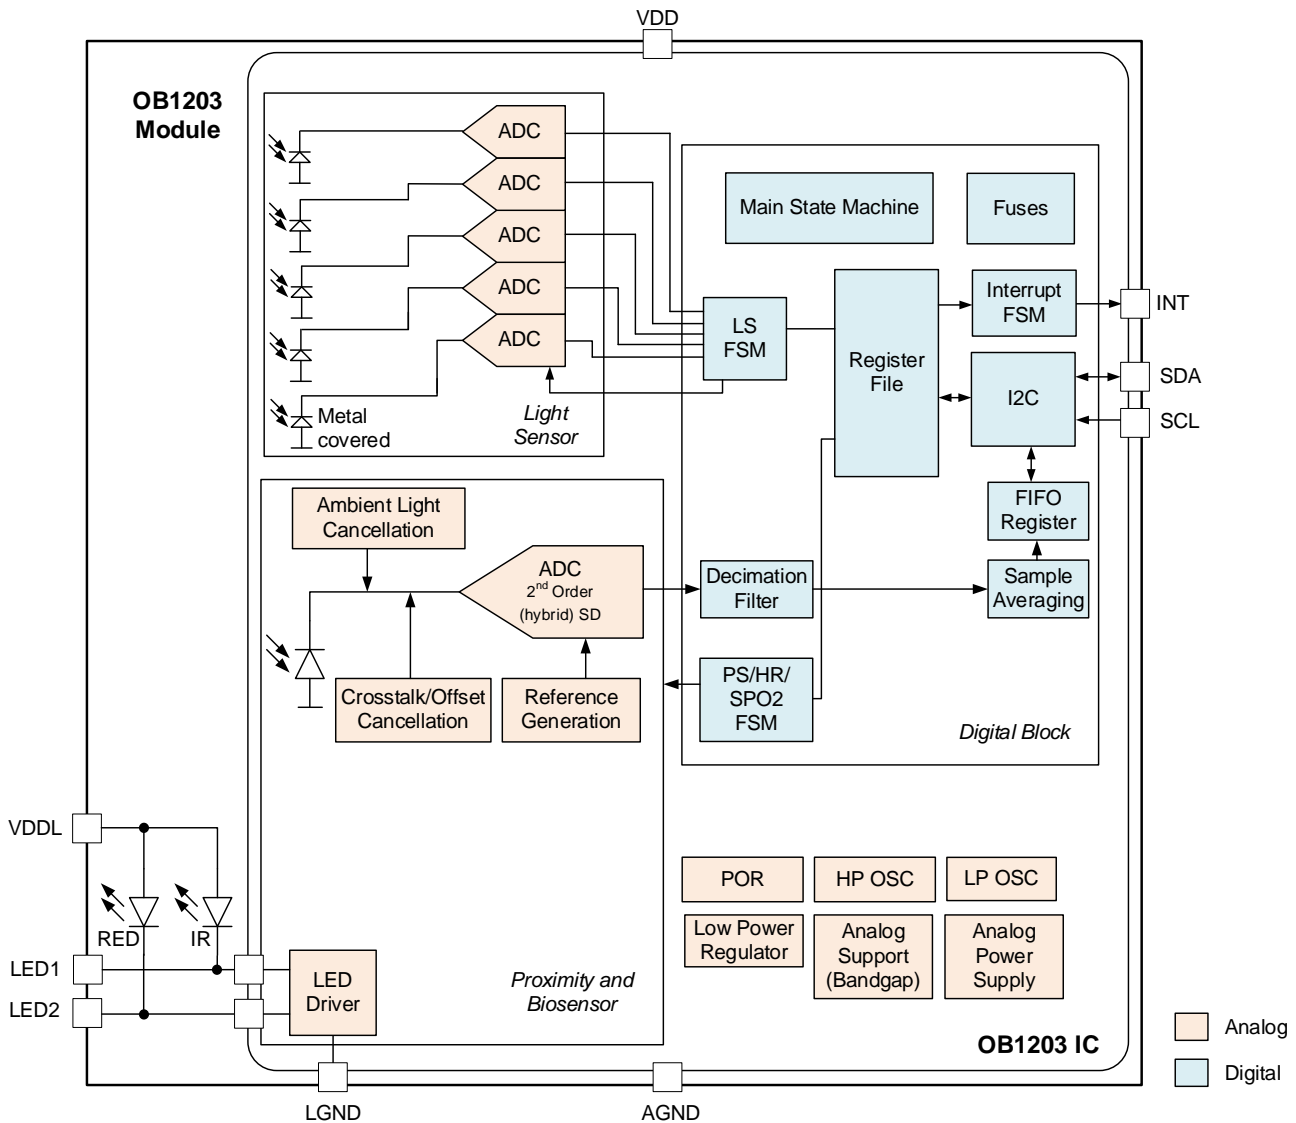 VDD
OB1203
Module
ADC
ADC
ADC
ADC
ADC
Metal
covered
Light
Sensor
Main State Machine
Fuses
LS
FSM
Register
File
Interrupt
FSM
I2C
FIFO
Register
Sample
Averaging
Decimation
Filter
PS/HR/
SPO2
FSM
Digital Block
INT
SDA
SCL
Ambient Light
Cancellation
ADC
2nd Order
(hybrid) SD
Crosstalk/Offset
Cancellation
Reference
Generation
VDDL
RED
IR
LED1
LED2
LED
Driver
Proximity and
Biosensor
POR
HP OSC
LP OSC
Low Power
Regulator
Analog
Support
(Bandgap)
Analog
Power
Supply
OB1203 IC
Analog
Digital
LGND
AGND